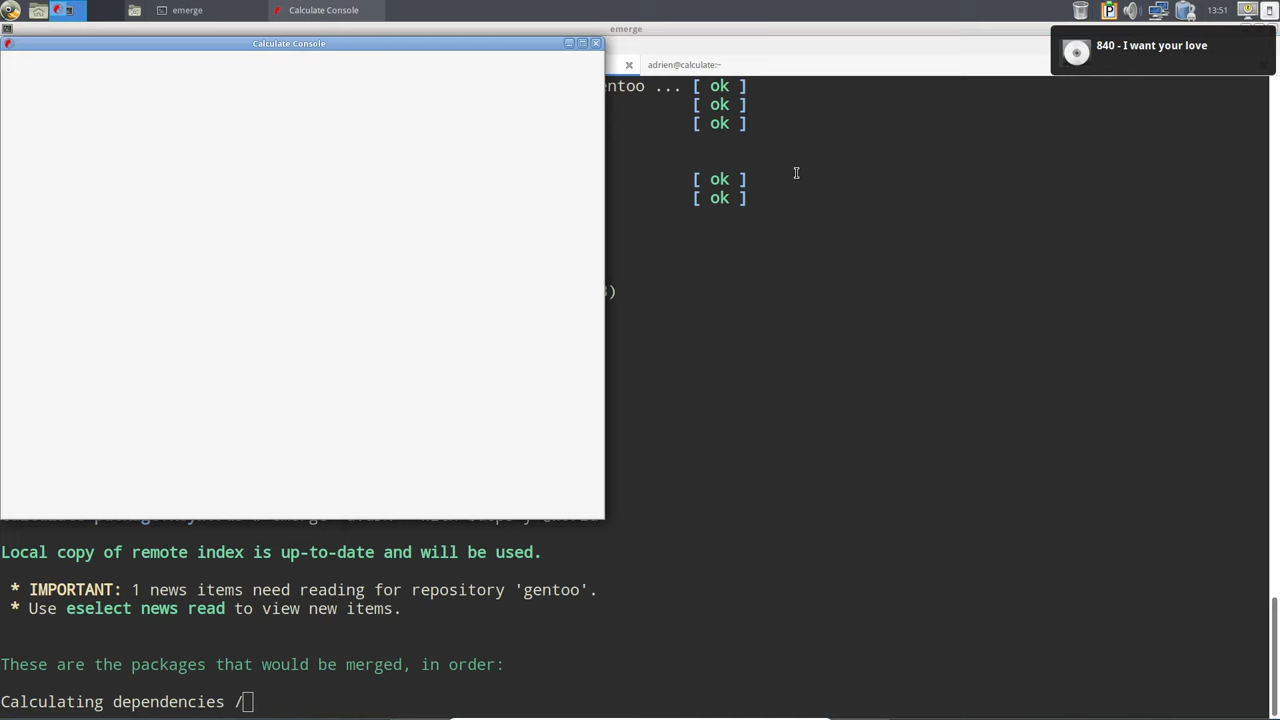 emerge
Calculate Console
13:51
emerge
Calculate Console
840 - I want your love
adrien@calculate:~
entoo ... [ ok ]
[ ok ]
[ ok ]
[ ok ]
[ ok ]
)
Local copy of remote index is up-to-date and will be used.
* IMPORTANT: 1 news items need reading for repository 'gentoo'.
* Use eselect news read to view new items.
These are the packages that would be merged, in order:
Calculating dependencies /